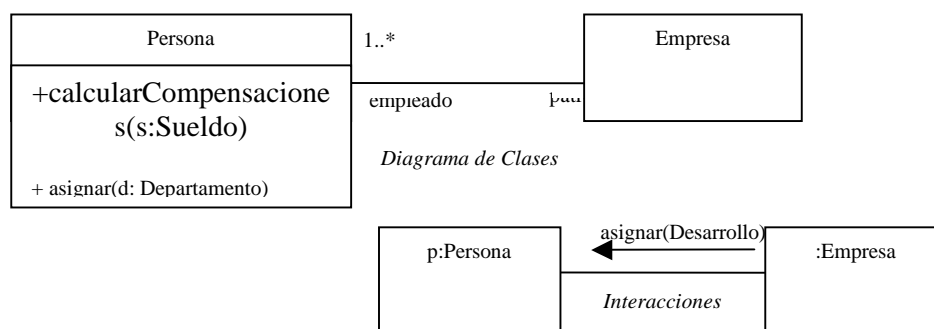 Persona
1..*
Empresa
+calcularCompensacione
s(s:Sueldo)
empleado
Diagrama de Clases
+ asignar(d: Departamento)
asignar(Desarrollo)
p:Persona
:Empresa
Interacciones